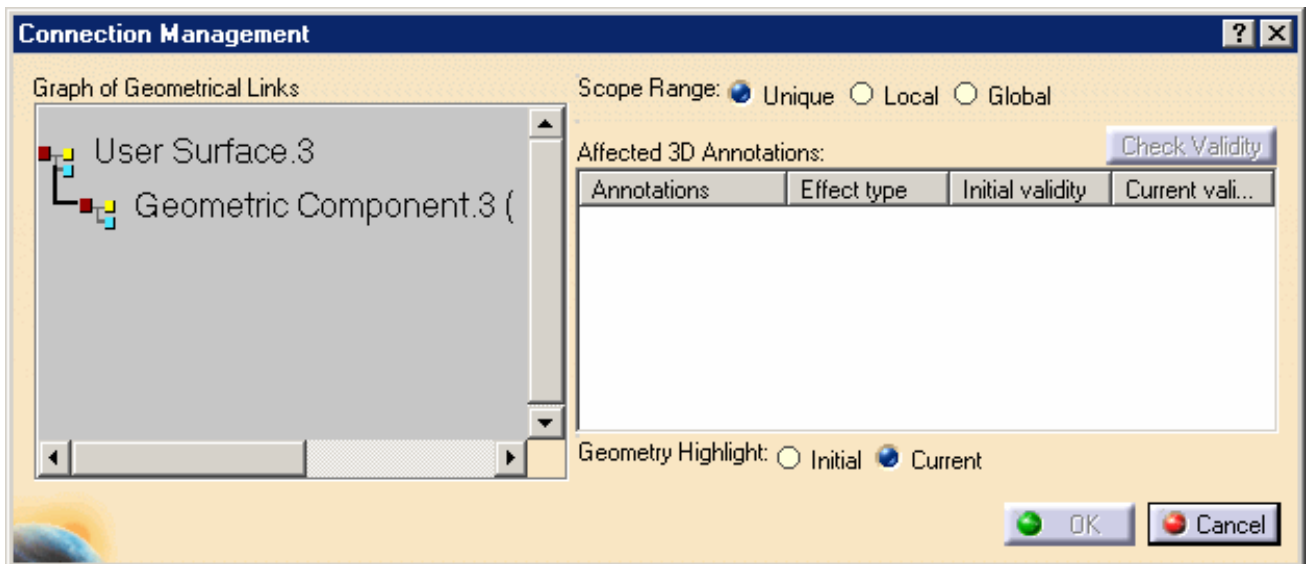 Connection Management
Graph of Geometrical Links
User Surface.3
Geometric Component.3 (
Scope Range: Unique Local Global
Check Validity
Affected 3D Annotations:
Annotations Effect type Initial validity Current vali...
Geometry Highlight: Initial Current
OK Cancel